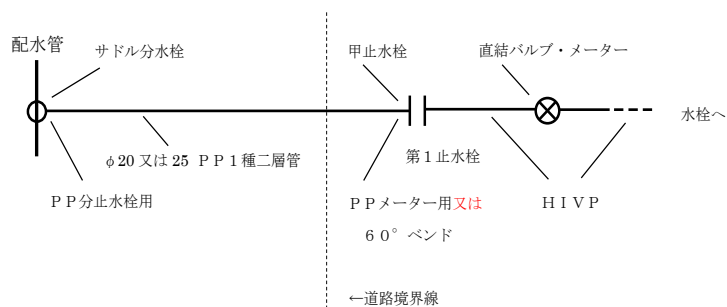 配水管
サドル分水栓
甲止水栓
直結バルブ・メーター
水栓へ
φ20 又は 25 ＰＰ１種二層管
第１止水栓
ＰＰ分止水栓用
ＰＰメーター用又は
６０°ベンド
ＨＩＶＰ
←道路境界線